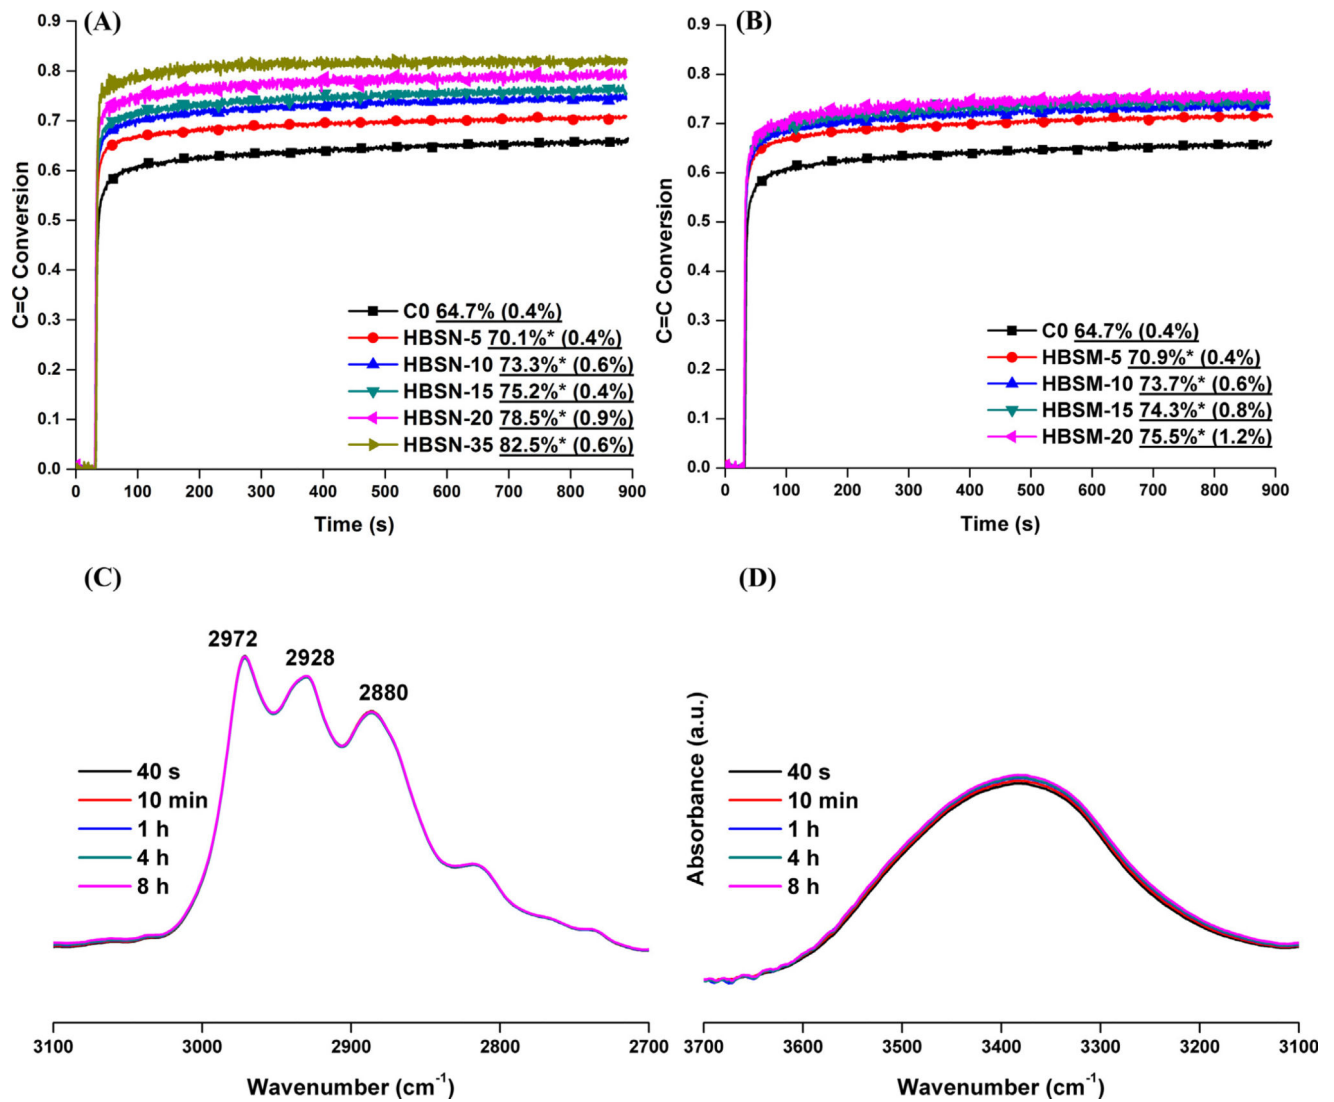 (A)
0.9
0.8
0.7
0.6
0.5
0.4
0.3
0.2
0.1
0.0
C=C Conversion
C0 64.7% (0.4%)
HBSN-5 70.1%* (0.4%)
HBSN-10 73.3%* (0.6%)
HBSN-15 75.2%* (0.4%)
HBSN-20 78.5%* (0.9%)
HBSN-35 82.5%* (0.6%)
0 100 200 300 400 500 600 700 800 900
Time (s)
(B)
0.9
0.8
0.7
0.6
0.5
0.4
0.3
0.2
0.1
0.0
C=C Conversion
C0 64.7% (0.4%)
HBSM-5 70.9%* (0.4%)
HBSM-10 73.7%* (0.6%)
HBSM-15 74.3%* (0.8%)
HBSM-20 75.5%* (1.2%)
0 100 200 300 400 500 600 700 800 900
Time (s)
(C)
2972
2928
2880
40 s
10 min
1 h
4 h
8 h
3100 3000 2900 2800 2700
Wavenumber (cm⁻¹)
(D)
Absorbance (a.u.)
40 s
10 min
1 h
4 h
8 h
3700 3600 3500 3400 3300 3200 3100
Wavenumber (cm⁻¹)